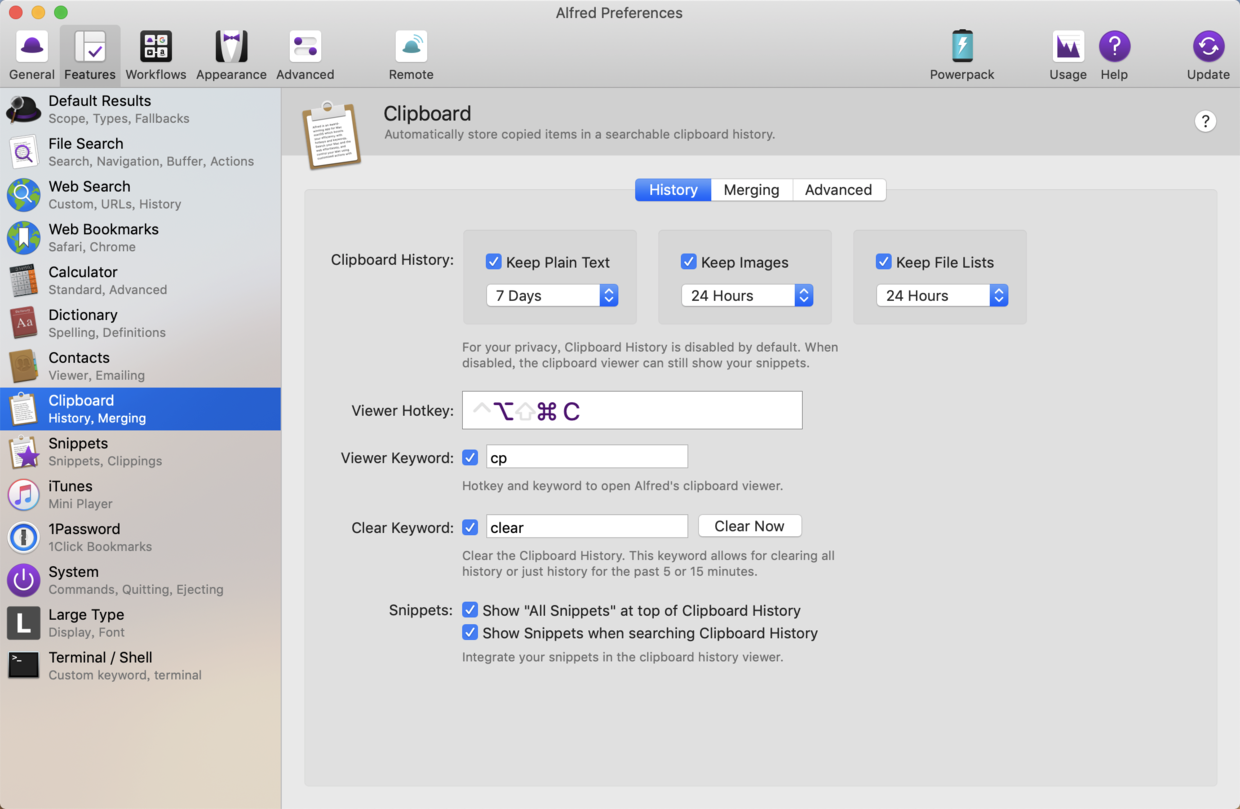 Alfred Preferences
General Features Workflows Appearance Advanced Remote Powerpack Usage Help Update
Default Results
Scope, Types, Fallbacks
File Search
Search, Navigation, Buffer, Actions
Web Search
Custom, URLs, History
Web Bookmarks
Safari, Chrome
Calculator
Standard, Advanced
Dictionary
Spelling, Definitions
Contacts
Viewer, Emailing
Clipboard
History, Merging
Snippets
Snippets, Clippings
iTunes
Mini Player
1Password
1Click Bookmarks
System
Commands, Quitting, Ejecting
Large Type
Display, Font
Terminal / Shell
Custom keyword, terminal
Clipboard
Automatically store copied items in a searchable clipboard history.
?
History Merging Advanced
Clipboard History: Keep Plain Text Keep Images Keep File Lists
7 Days 24 Hours 24 Hours
For your privacy, Clipboard History is disabled by default. When
disabled, the clipboard viewer can still show your snippets.
Viewer Hotkey: ^⌥⇧⌘ C
Viewer Keyword: cp
Hotkey and keyword to open Alfred's clipboard viewer.
Clear Keyword: clear Clear Now
Clear the Clipboard History. This keyword allows for clearing all
history or just history for the past 5 or 15 minutes.
Snippets: Show "All Snippets" at top of Clipboard History
Show Snippets when searching Clipboard History
Integrate your snippets in the clipboard history viewer.